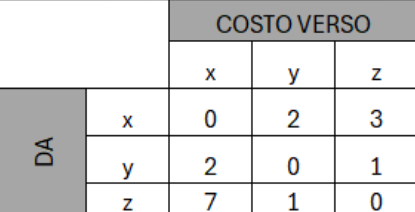 COSTO VERSO
x y z
DA
x 0 2 3
y 2 0 1
z 7 1 0